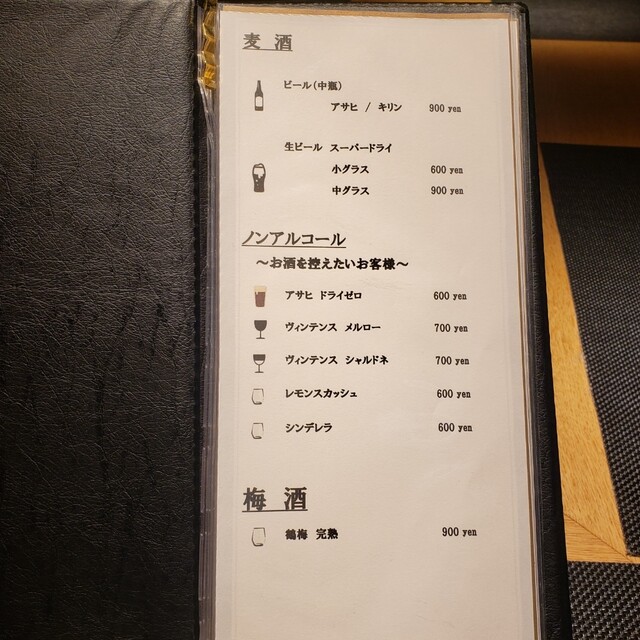 麦 酒
ビール(中瓶)
アサヒ / キリン 900 yen
生ビール スーパードライ
小グラス 600 yen
中グラス 900 yen
ノンアルコール
～お酒を控えたいお客様～
アサヒ ドライゼロ 600 yen
ヴィンテンス メルロー 700 yen
ヴィンテンス シャルドネ 700 yen
レモンスカッシュ 600 yen
シンデレラ 600 yen
梅 酒
鶴梅 完熟 900 yen